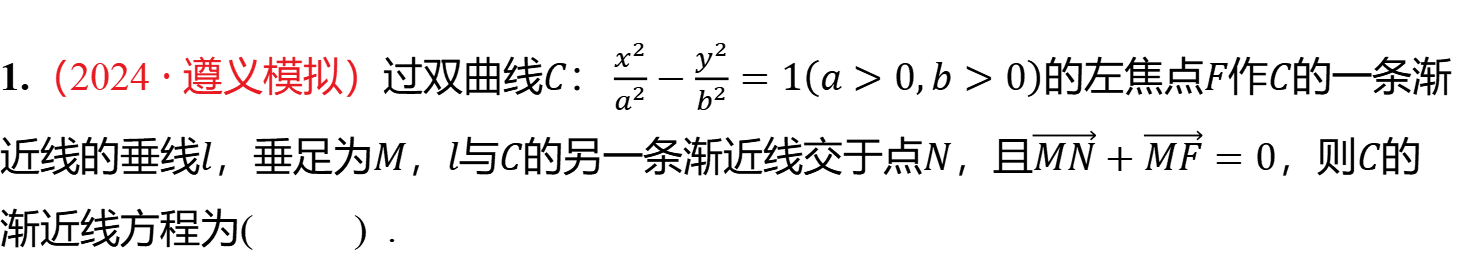 1.（2024 · 遵义模拟）过双曲线C： x²/a² − y²/b² = 1(a > 0, b > 0)的左焦点F作C的一条渐
近线的垂线l，垂足为M，l与C的另一条渐近线交于点N，且\overrightarrow{MN} + \overrightarrow{MF} = 0，则C的
渐近线方程为( ) .